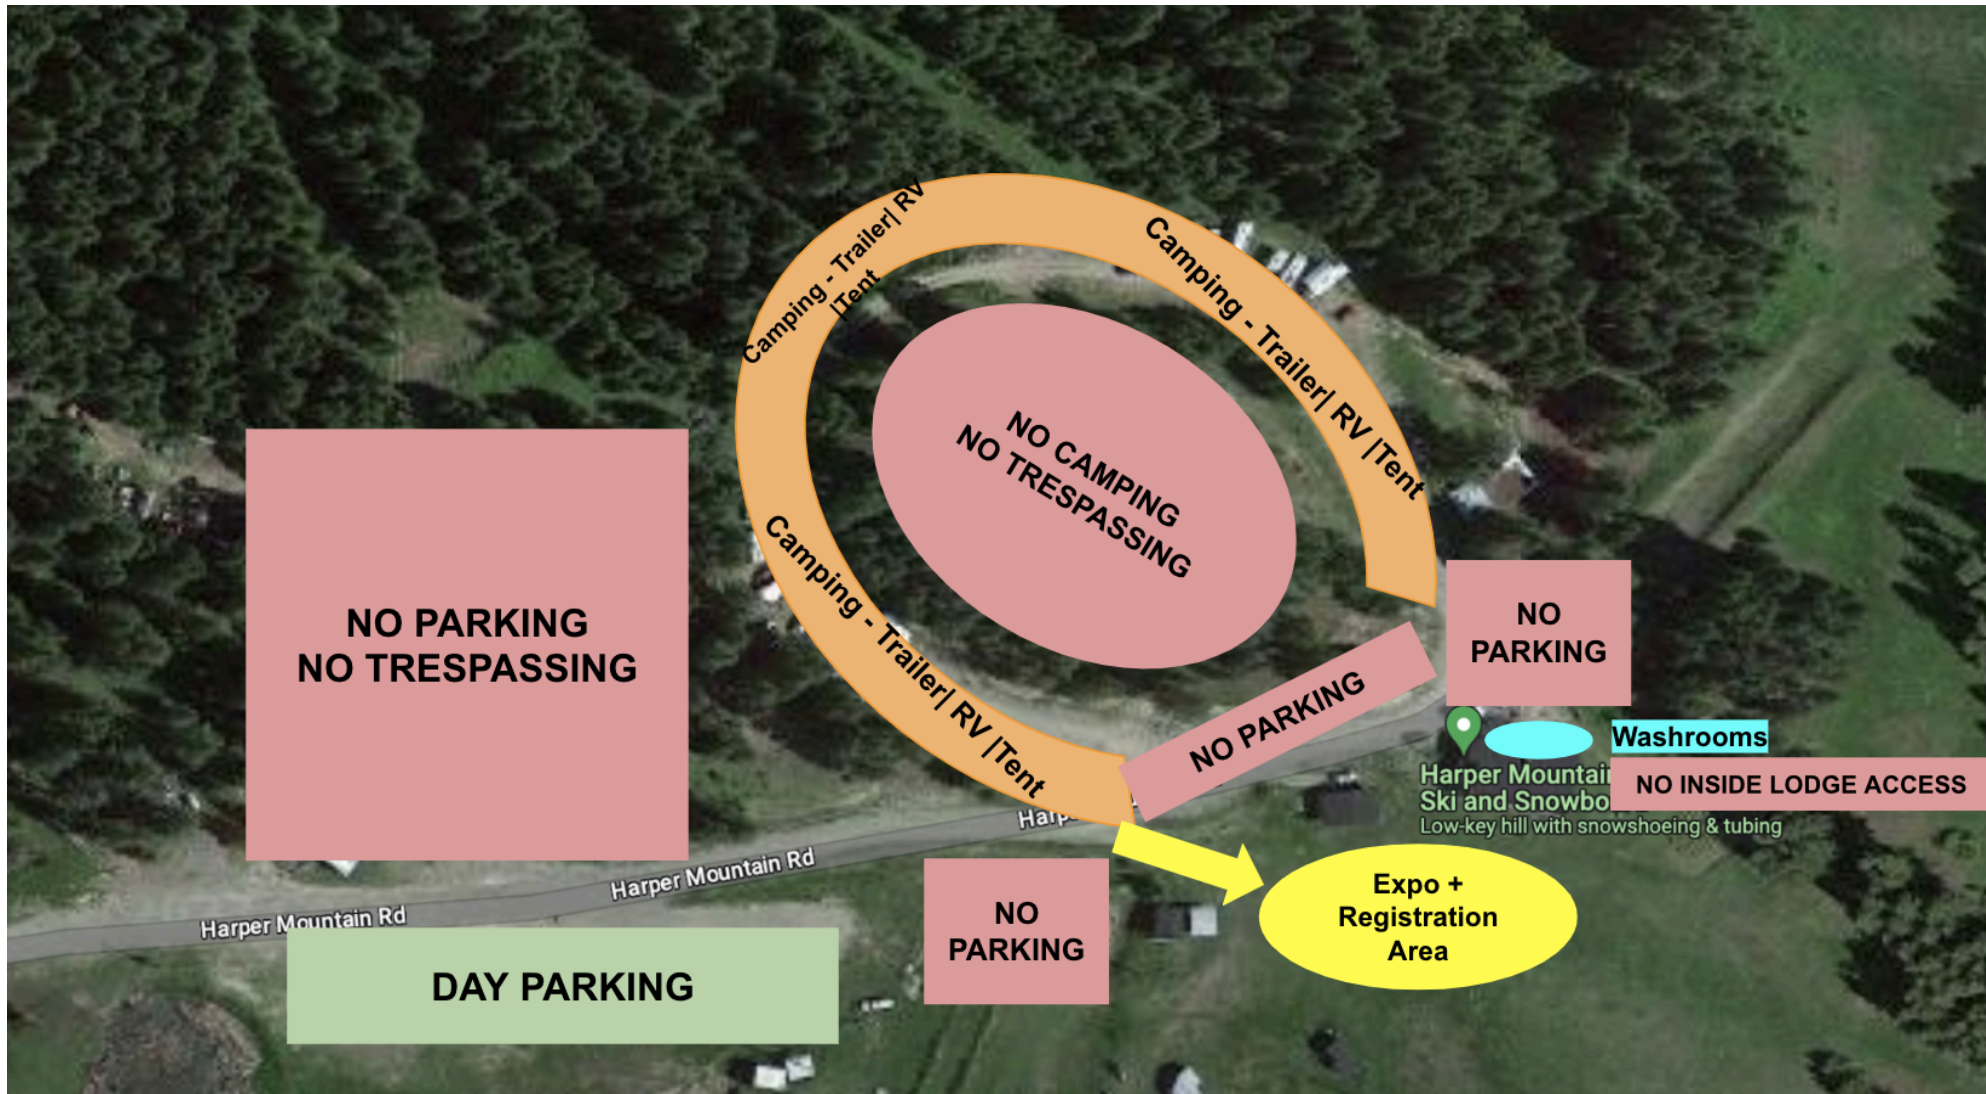 Camping - Trailer| RV
|Tent
Camping - Trailer| RV |Tent
NO CAMPING
NO TRESPASSING
Camping - Trailer| RV |Tent
NO PARKING
NO TRESPASSING
NO
PARKING
NO PARKING
Washrooms
Harper Mountain
Ski and Snowbo
NO INSIDE LODGE ACCESS
Low-key hill with snowshoeing & tubing
Harp
Harper Mountain Rd
Harper Mountain Rd
NO
PARKING
Expo +
Registration
Area
DAY PARKING